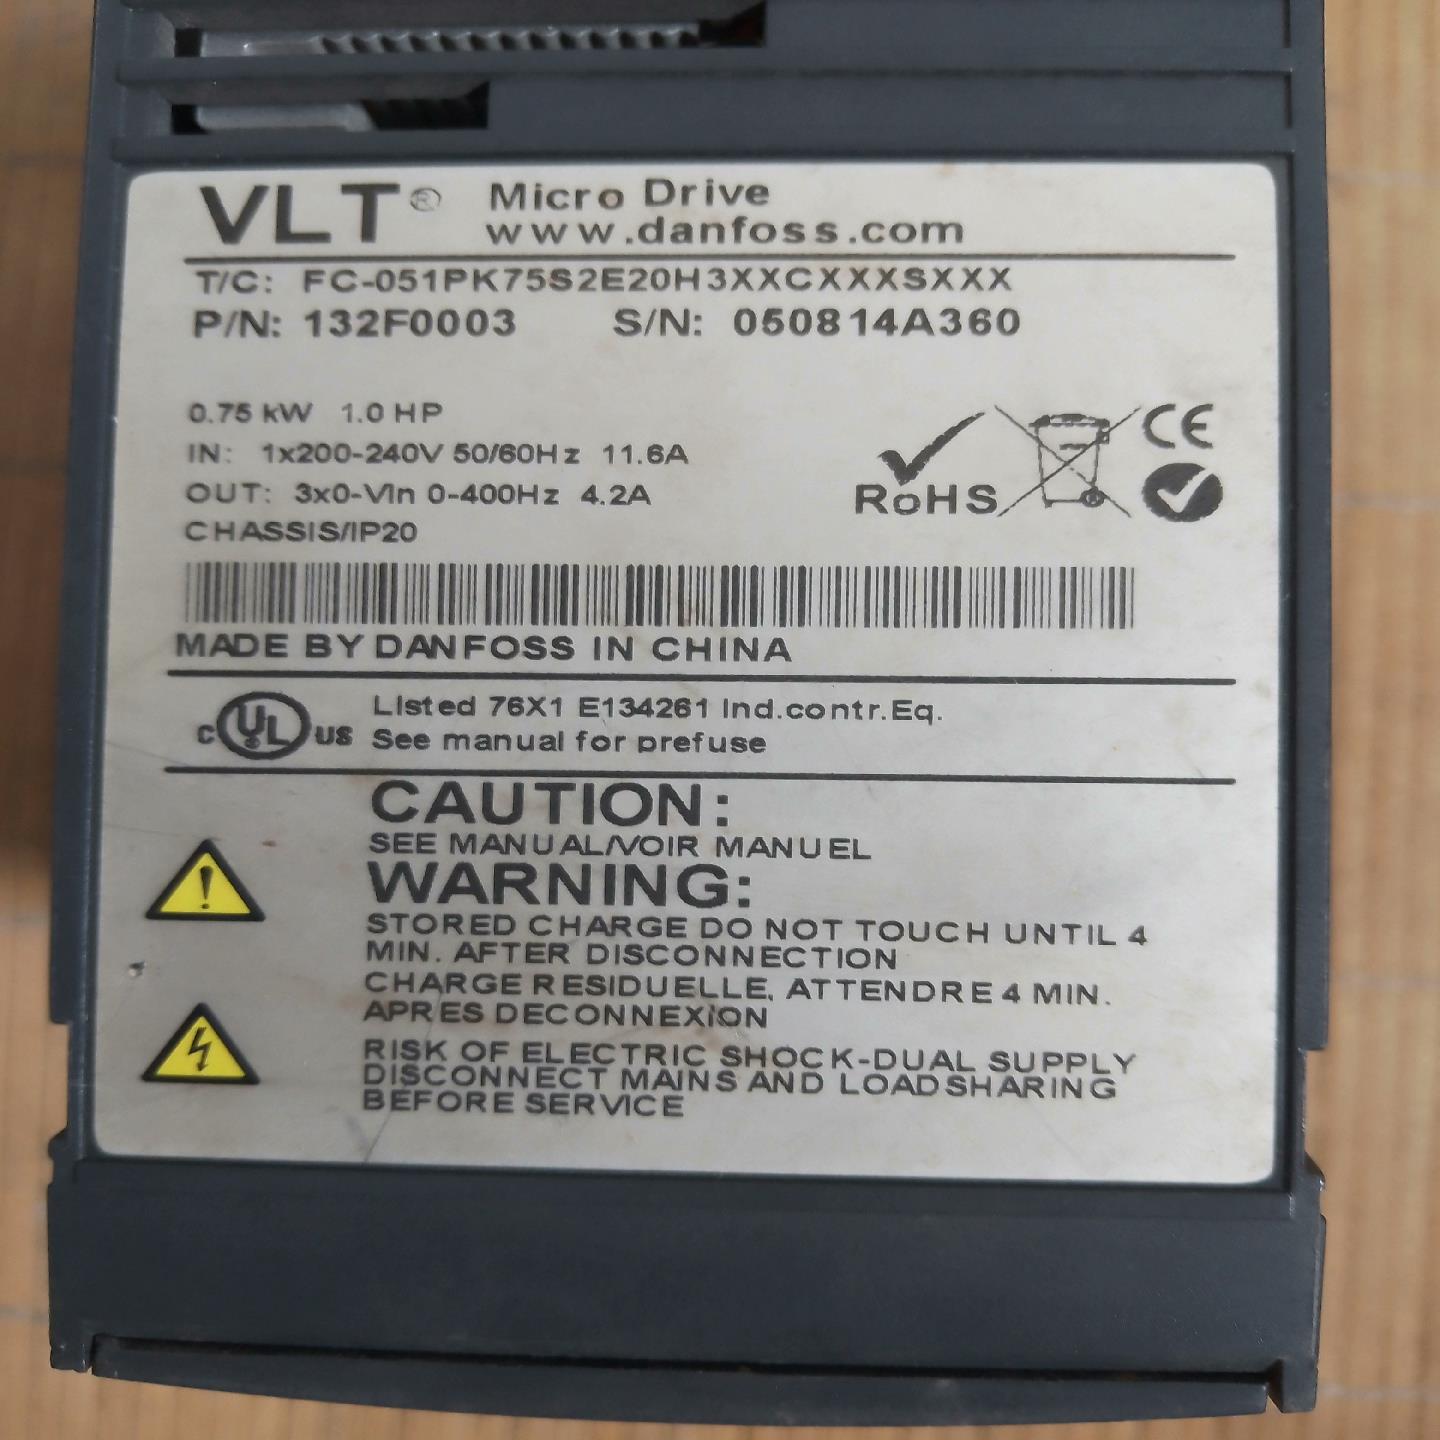 VLT® Micro Drive
www.danfoss.com
T/C: FC-051PK75S2E20H3XXCXXXSXXX
P/N: 132F0003 S/N: 050814A360
0.75 kW 1.0 HP
IN: 1x200-240V 50/60Hz 11.6A
OUT: 3x0-Vin 0-400Hz 4.2A
CHASSIS/IP20
RoHS
CE
MADE BY DANFOSS IN CHINA
c UL® US
Listed 76X1 E134261 Ind.contr.Eq.
See manual for prefuse
CAUTION:
SEE MANUAL/VOIR MANUEL
WARNING:
STORED CHARGE DO NOT TOUCH UNTIL 4
MIN. AFTER DISCONNECTION
CHARGE RESIDUELLE, ATTENDRE 4 MIN.
APRES DECONNEXION
RISK OF ELECTRIC SHOCK-DUAL SUPPLY
DISCONNECT MAINS AND LOADSHARING
BEFORE SERVICE